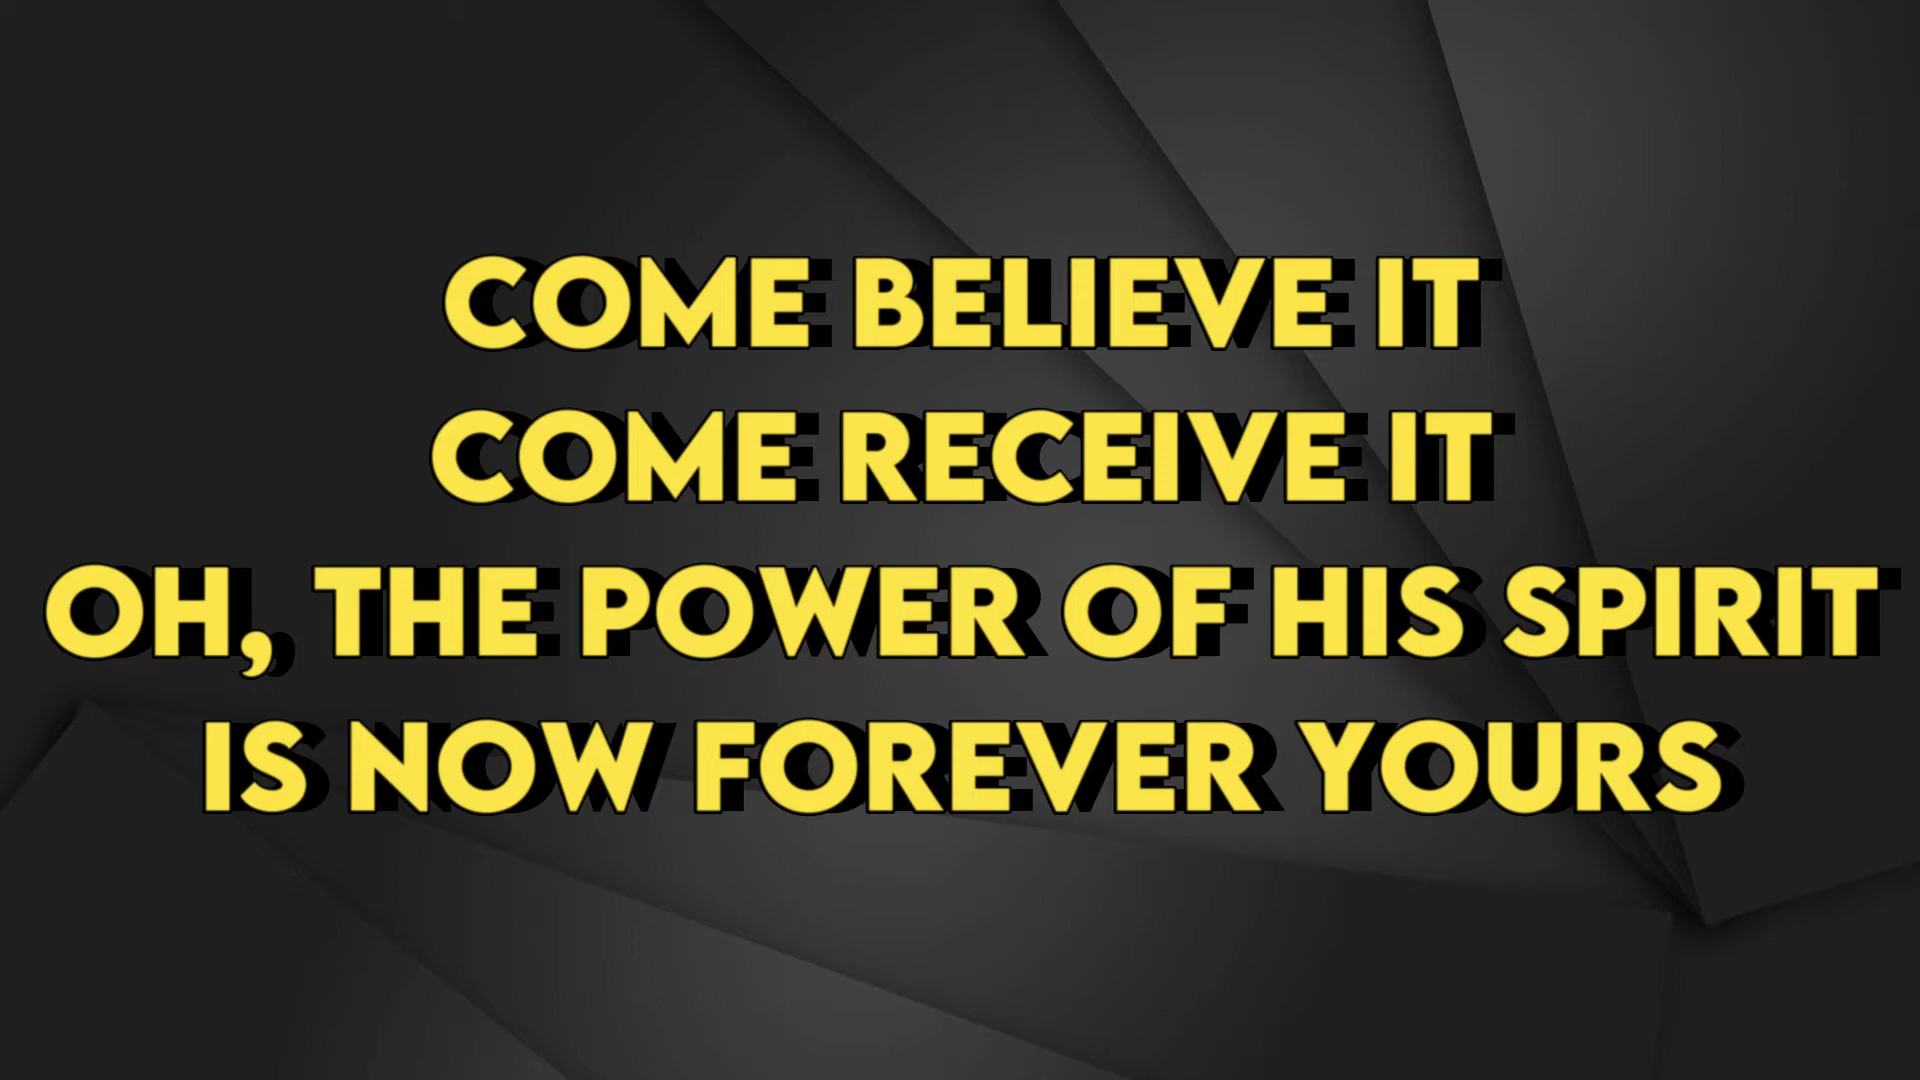 COME BELIEVE IT
COME RECEIVE IT
OH, THE POWER OF HIS SPIRIT
IS NOW FOREVER YOURS